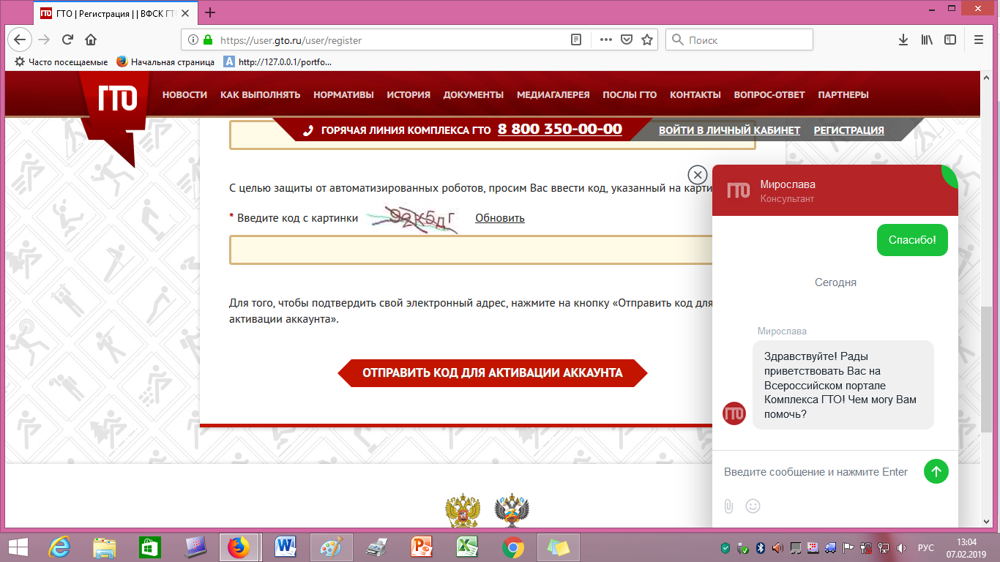 ГТО | Регистрация | | ВФСК ГТО
https://user.gto.ru/user/register
Поиск
Часто посещаемые
Начальная страница
http://127.0.0.1/portfo...
ГТО
НОВОСТИ КАК ВЫПОЛНЯТЬ НОРМАТИВЫ ИСТОРИЯ ДОКУМЕНТЫ МЕДИАГАЛЕРЕЯ ПОСЛЫ ГТО КОНТАКТЫ ВОПРОС-ОТВЕТ ПАРТНЕРЫ
ГОРЯЧАЯ ЛИНИЯ КОМПЛЕКСА ГТО 8 800 350-00-00
ВОЙТИ В ЛИЧНЫЙ КАБИНЕТ РЕГИСТРАЦИЯ
С целью защиты от автоматизированных роботов, просим Вас ввести код, указанный на карти
* Введите код с картинки
Обновить
Для того, чтобы подтвердить свой электронный адрес, нажмите на кнопку «Отправить код для
активации аккаунта».
ОТПРАВИТЬ КОД ДЛЯ АКТИВАЦИИ АККАУНТА
ГТО
Мирослава
Консультант
Спасибо!
Сегодня
Мирослава
Здравствуйте! Рады
приветствовать Вас на
Всероссийском портале
Комплекса ГТО! Чем могу Вам
помочь?
ГТО
Введите сообщение и нажмите Enter
РУС
13:04
07.02.2019